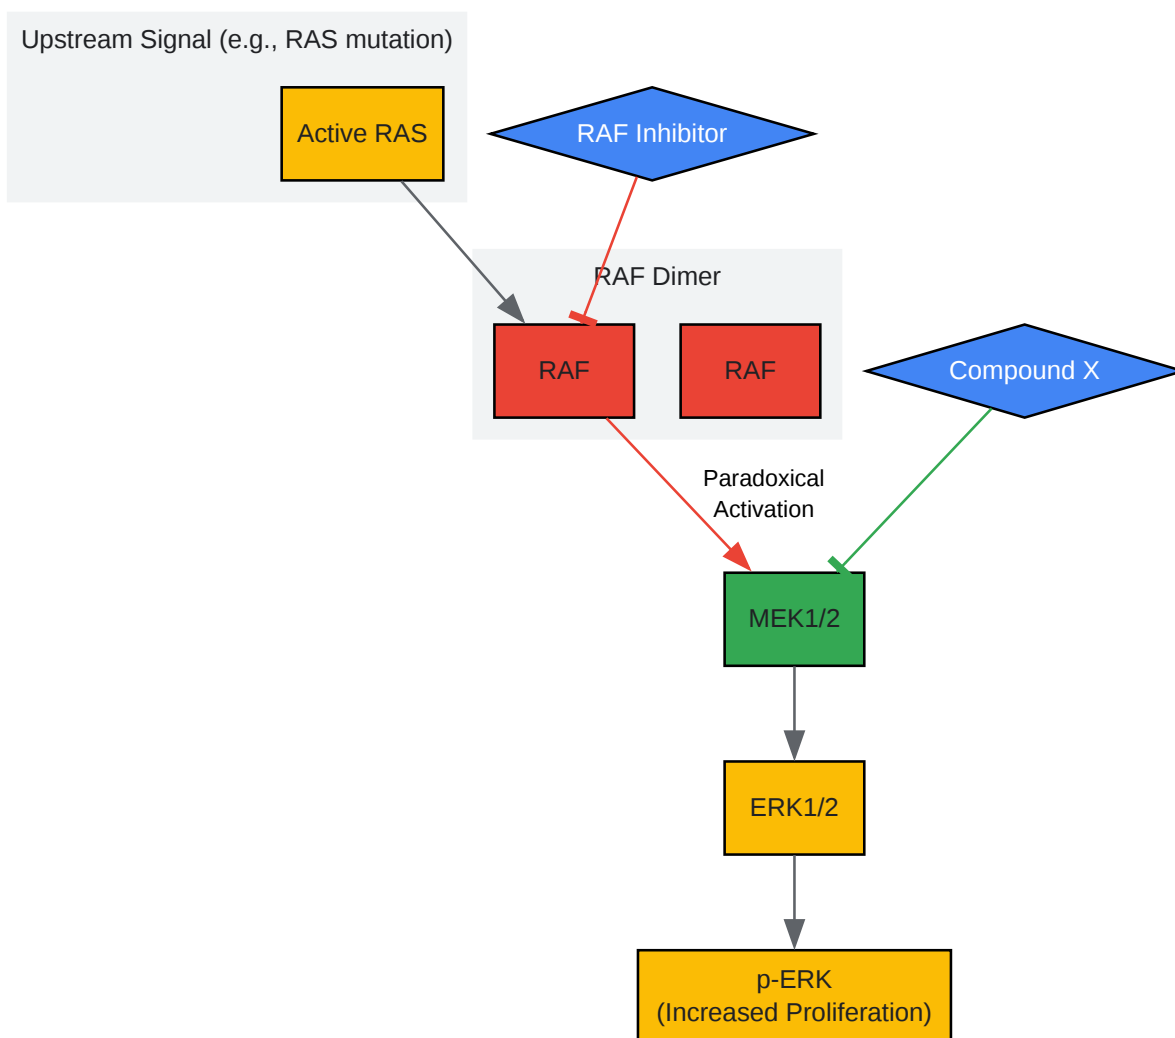 Upstream Signal (e.g., RAS mutation)
Active RAS
RAF Inhibitor
RAF Dimer
RAF
RAF
Compound X
Paradoxical
Activation
MEK1/2
ERK1/2
p-ERK
(Increased Proliferation)